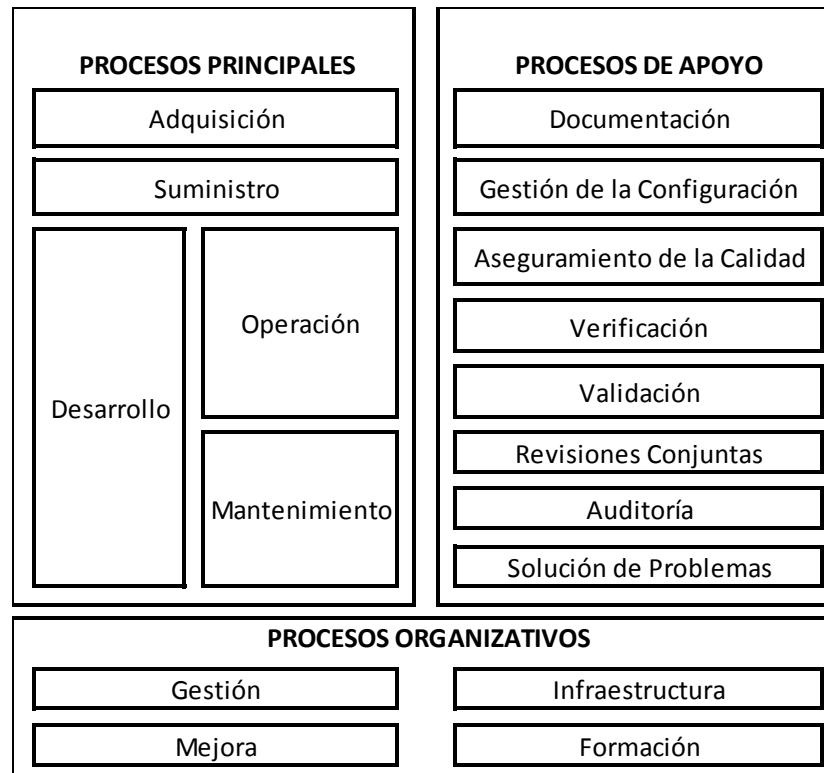 PROCESOS PRINCIPALES
Adquisición
Suministro
Desarrollo
Operación
Mantenimiento
PROCESOS DE APOYO
Documentación
Gestión de la Configuración
Aseguramiento de la Calidad
Verificación
Validación
Revisiones Conjuntas
Auditoría
Solución de Problemas
PROCESOS ORGANIZATIVOS
Gestión
Infraestructura
Mejora
Formación